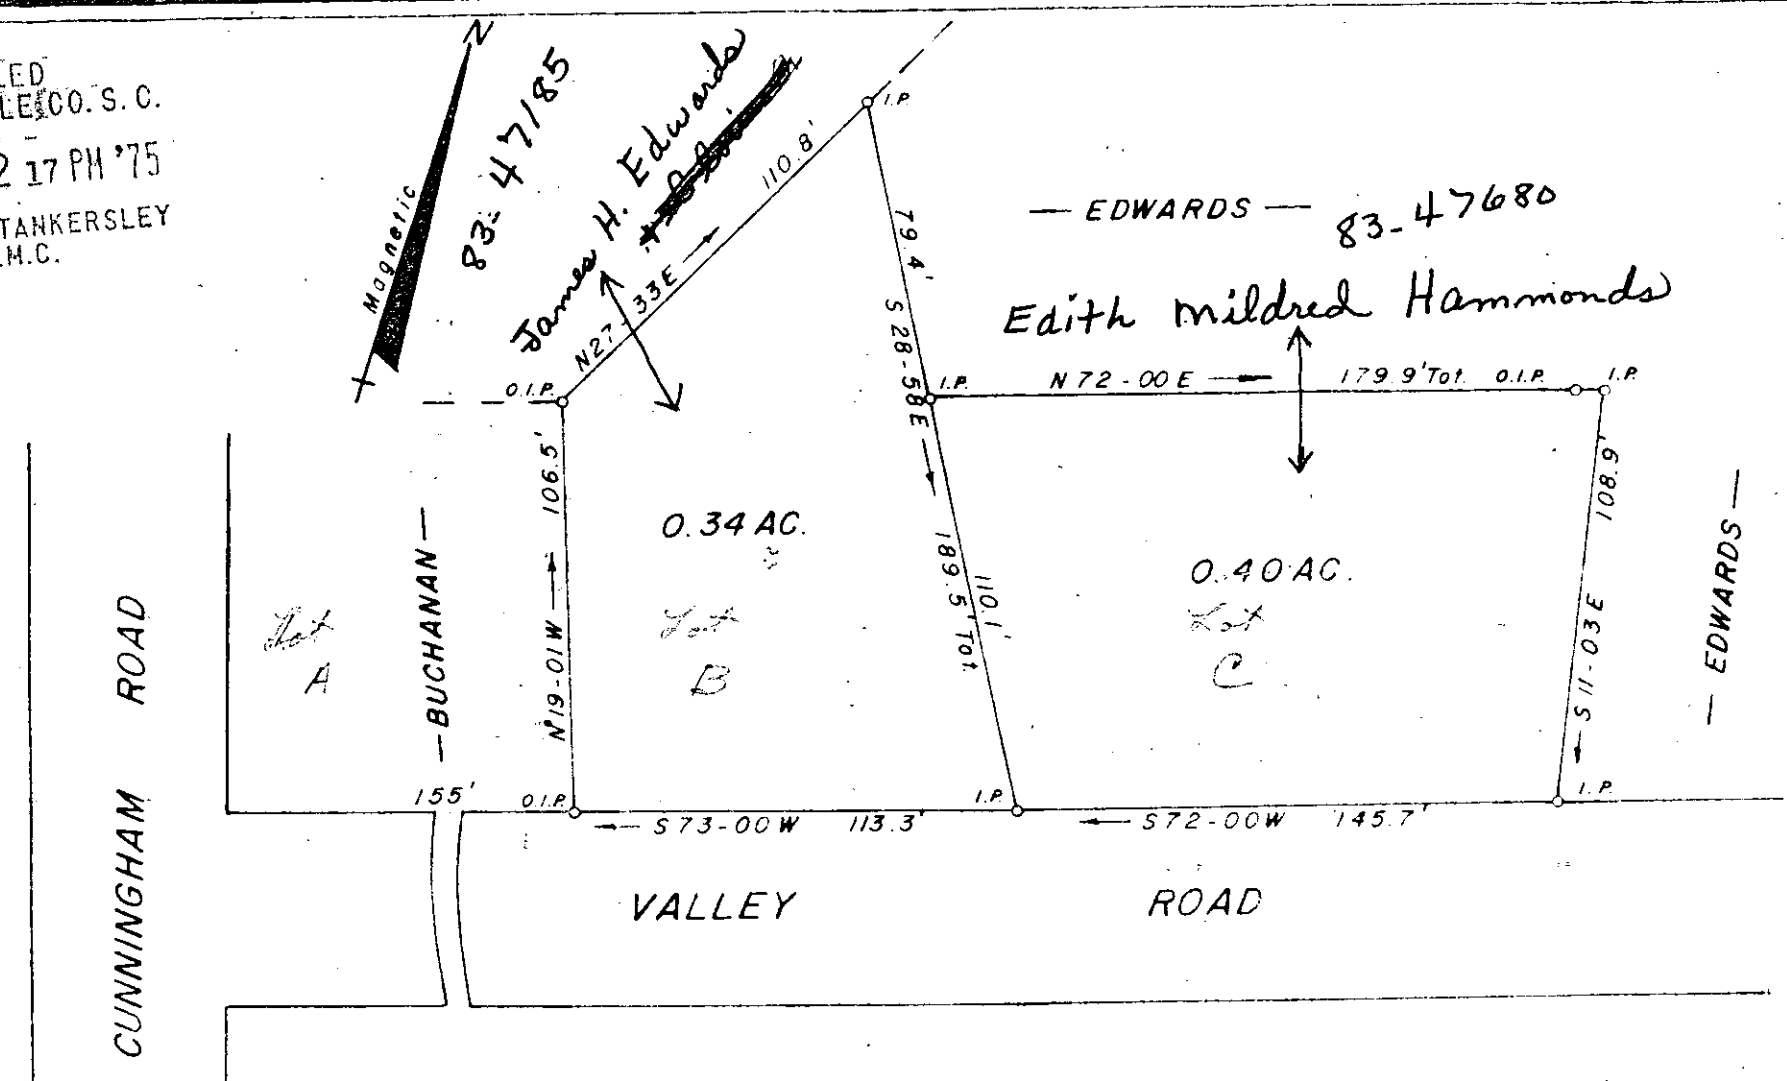 LED
LE CO. S. C.
2 17 PM '75
TANKERSLEY
.M.C.
N
Magnetic
83-47185
James H. Edwards
110.8'
N27-33E
I.P.
— EDWARDS —
83-47680
Edith Mildred Hammonds
79.4'
S 28-58E
189.5' Tot.
110.1'
O.I.P.
I.P.
N 72-00 E
179.9' Tot.
O.I.P.
I.P.
106.5'
N19-01W
108.9'
S 11-03 E
— BUCHANAN —
— EDWARDS —
0.34 AC.
0.40 AC.
Lot
A
Lot
B
Lot
C
155'
O.I.P.
I.P.
I.P.
S 73-00 W
113.3'
S72-00W
145.7'
VALLEY ROAD
CUNNINGHAM ROAD